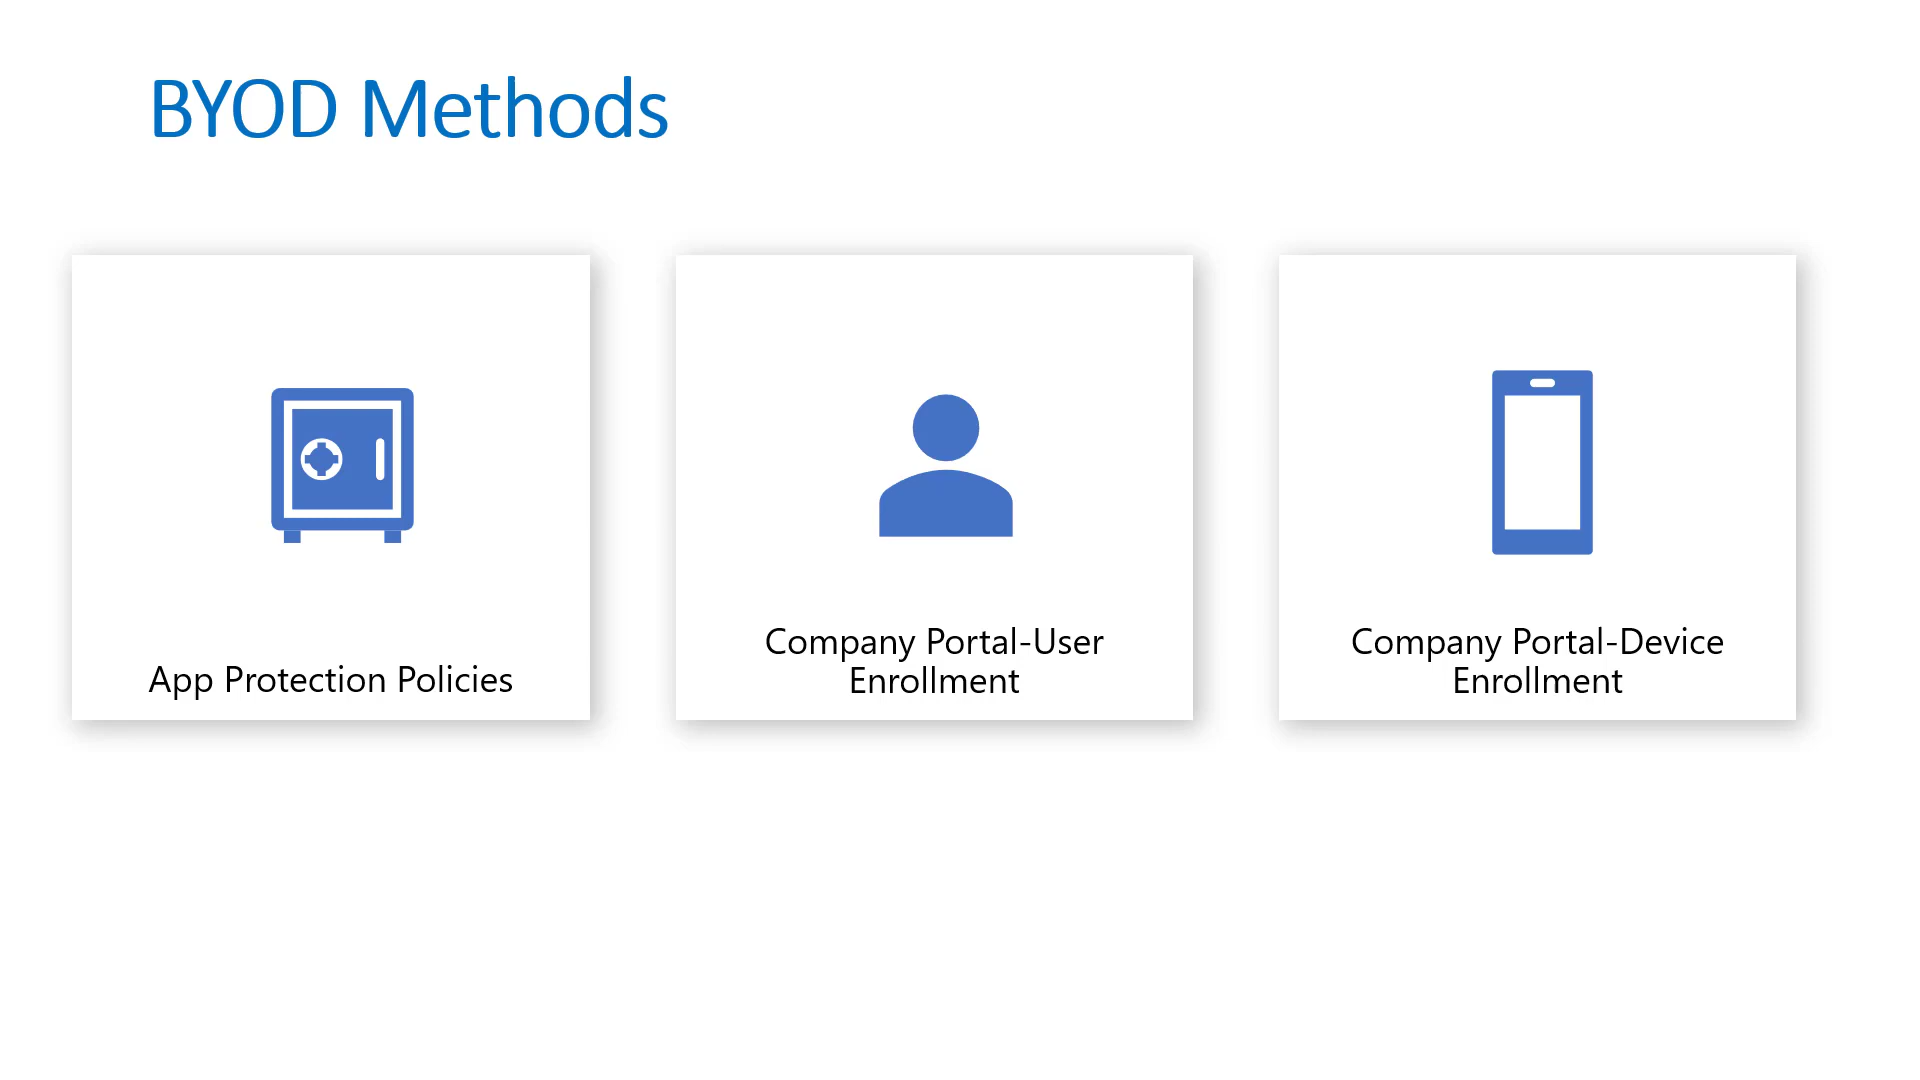 BYOD Methods
App Protection Policies
Company Portal-User
Enrollment
Company Portal-Device
Enrollment